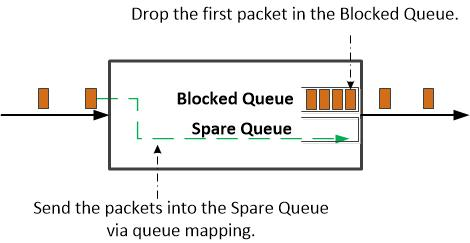 Drop the first packet in the Blocked Queue.
Blocked Queue
Spare Queue
Send the packets into the Spare Queue
via queue mapping.